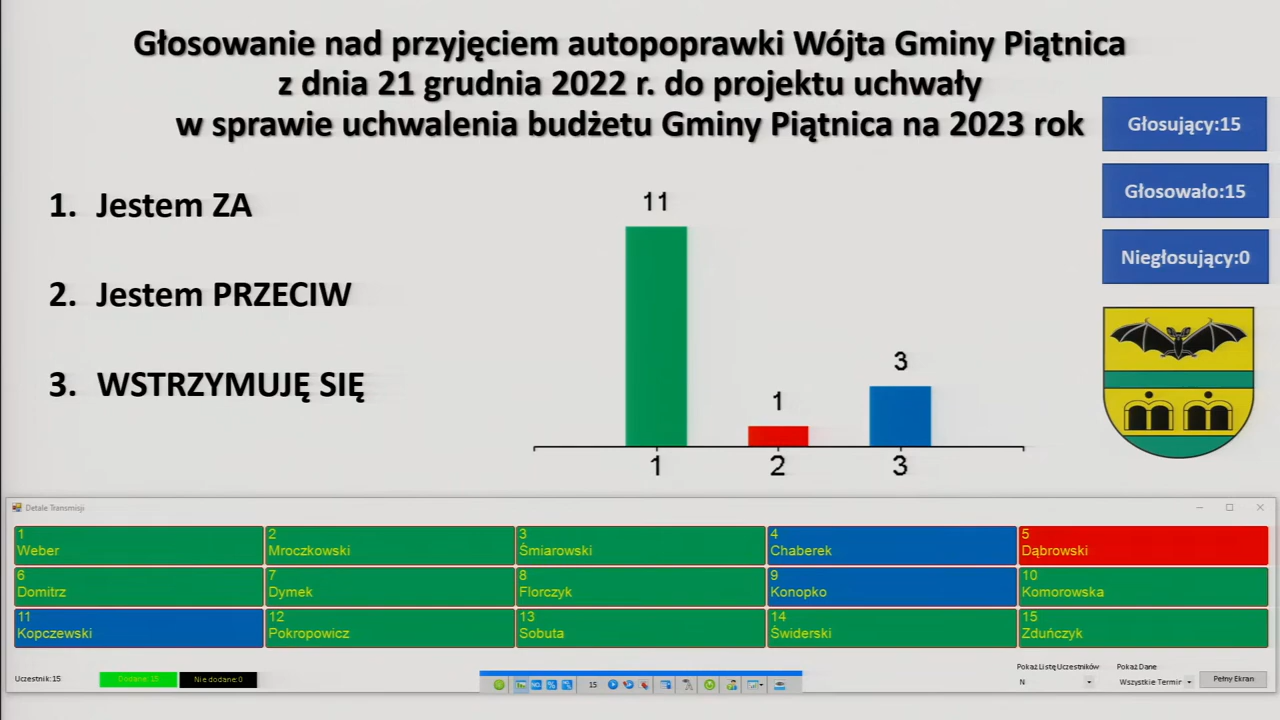 Głosowanie nad przyjęciem autopoprawki Wójta Gminy Piątnica
z dnia 21 grudnia 2022 r. do projektu uchwały
w sprawie uchwalenia budżetu Gminy Piątnica na 2023 rok
Głosujący:15
Głosowało:15
Niegłosujący:0
1. Jestem ZA
2. Jestem PRZECIW
3. WSTRZYMUJĘ SIĘ
11
1
3
1
2
3
Detale Transmisji
1
Weber
2
Mroczkowski
3
Śmiarowski
4
Chaberek
5
Dąbrowski
6
Domitrz
7
Dymek
8
Florczyk
9
Konopko
10
Komorowska
11
Kopczewski
12
Pokropowicz
13
Sobuta
14
Świderski
15
Zduńczyk
Uczestnik:15
Dodane:15
Nie dodane:0
15
Pokaż Listę Uczestników
N
Pokaż Dane
Wszystkie Termir
Pełny Ekran